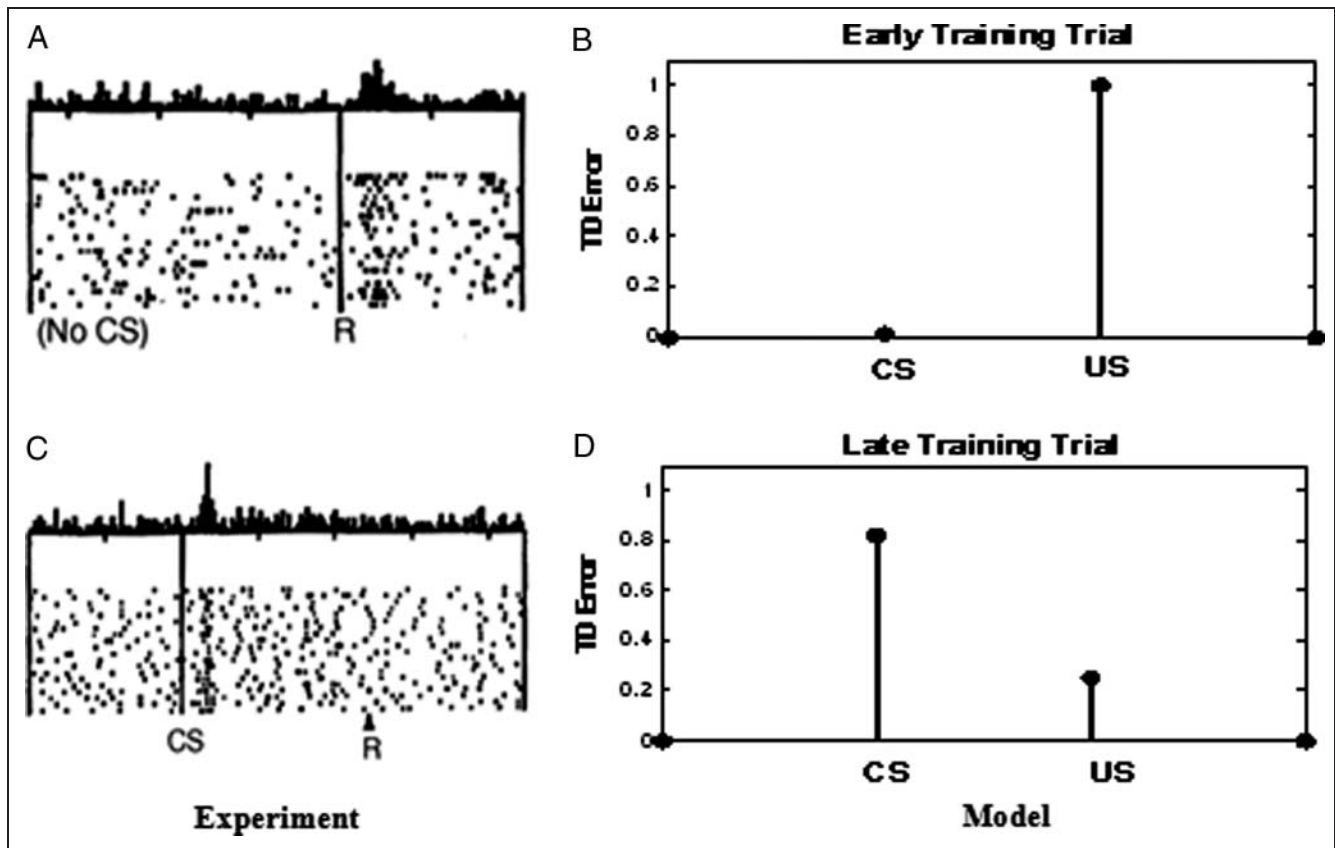 A
(No CS)
R
B
Early Training Trial
1
0.8
0.6
0.4
0.2
0
TD Error
CS
US
C
CS
R
Experiment
D
Late Training Trial
1
0.8
0.6
0.4
0.2
0
TD Error
CS
US
Model